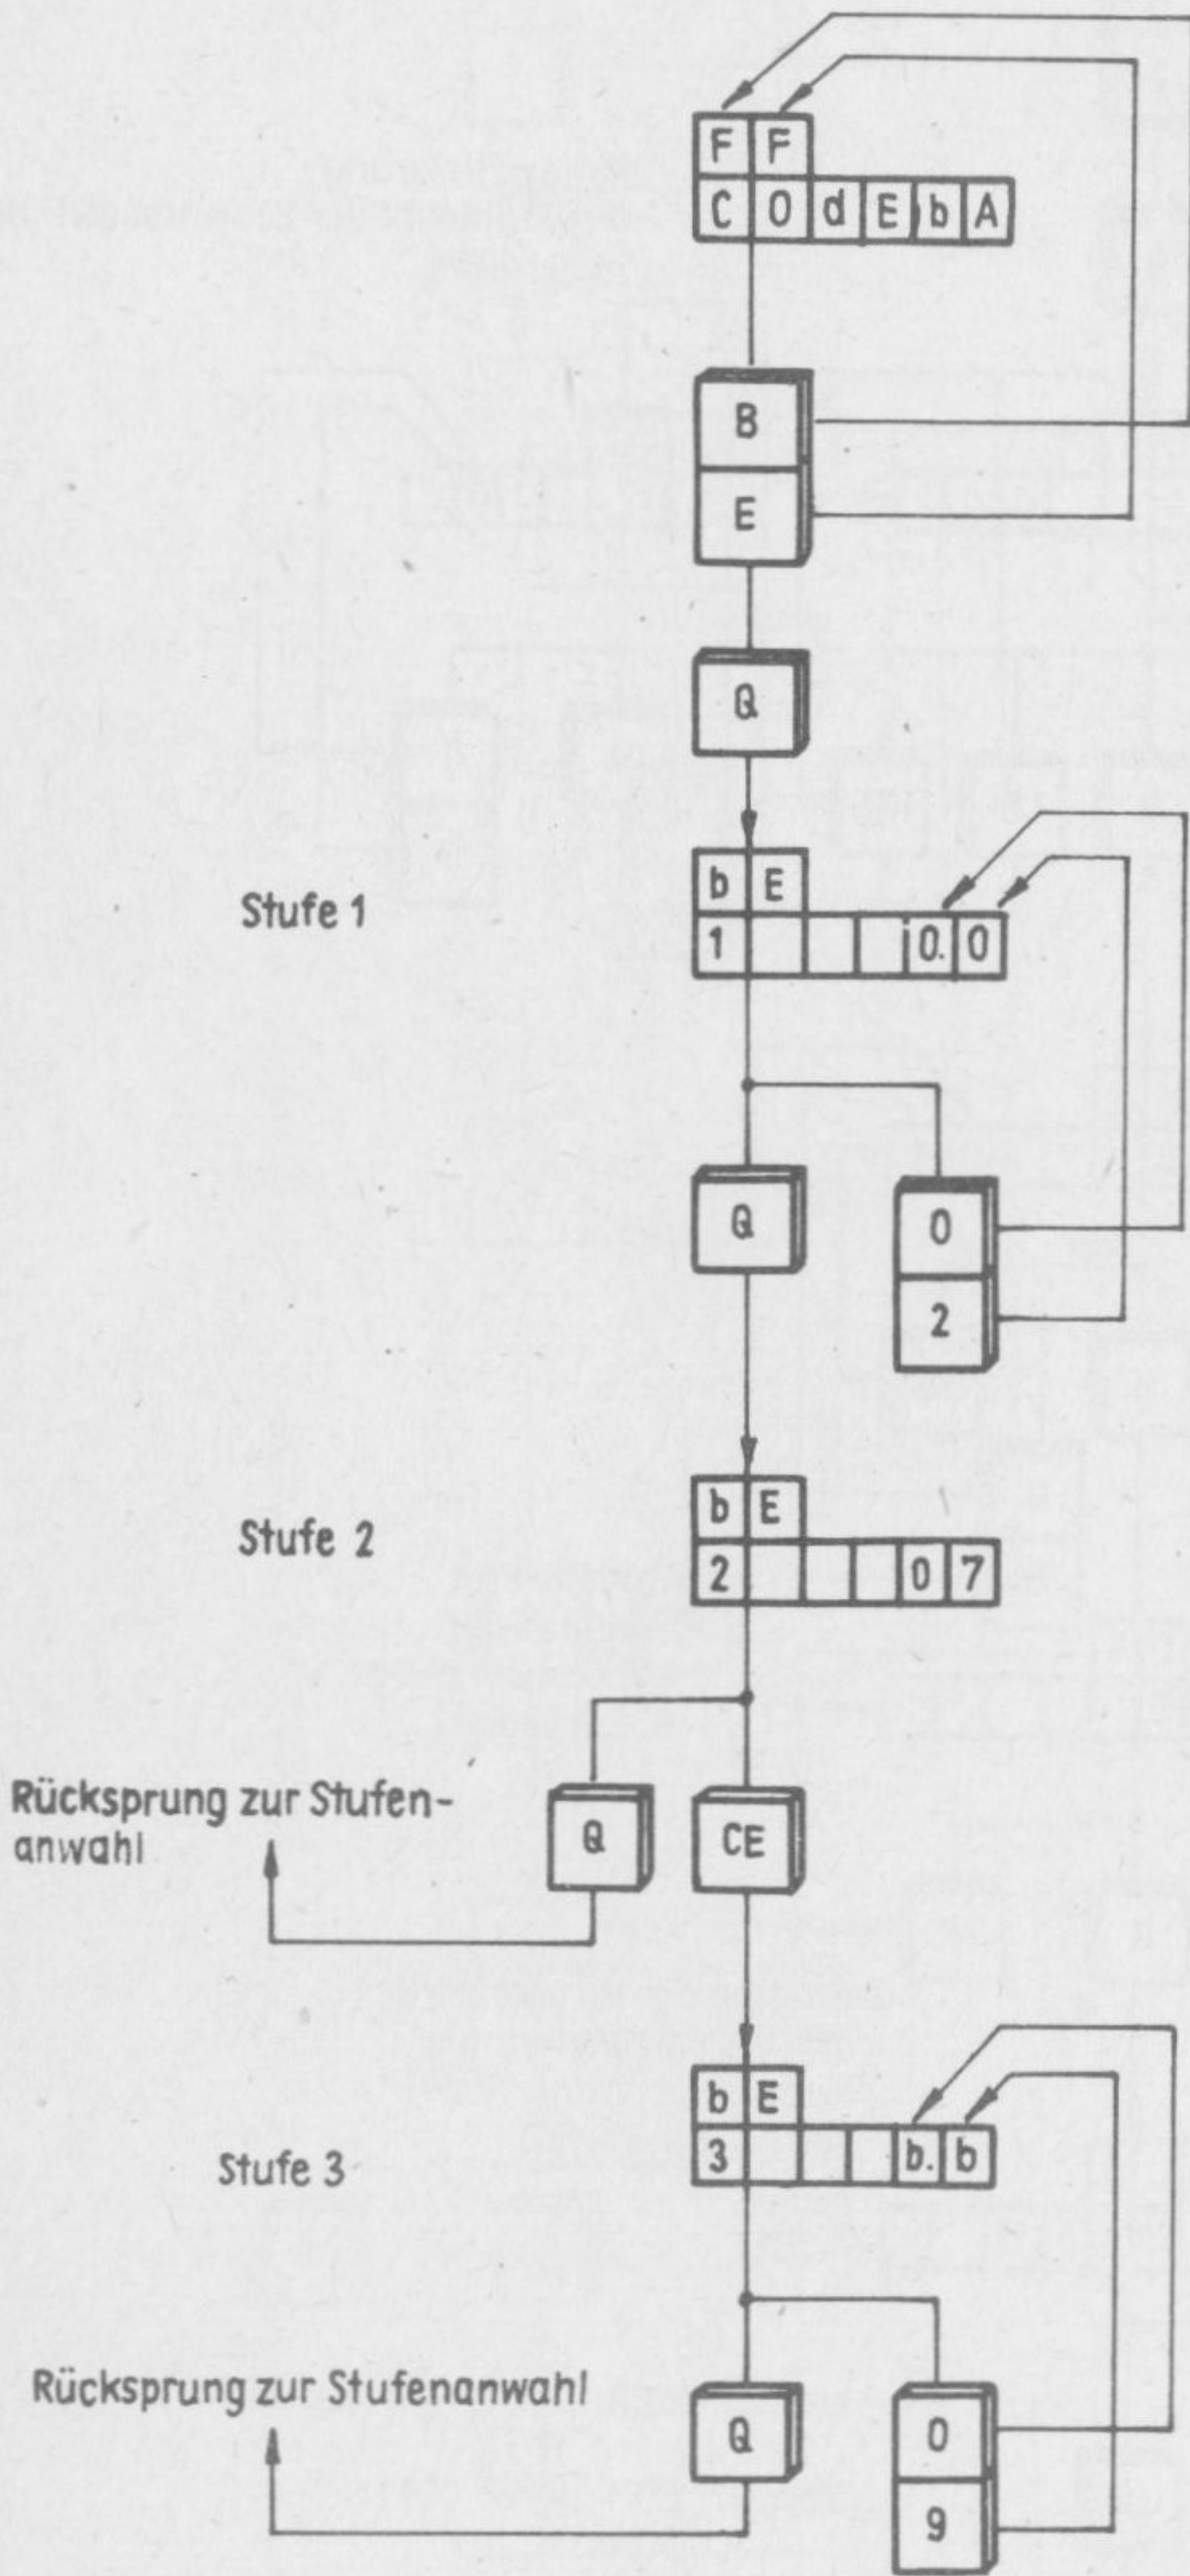 F F
C 0 d E b A
B
E
Q
Stufe 1
b E
1 0. 0
Q
0
2
Stufe 2
b E
2 0 7
Rücksprung zur Stufen-
anwahl
Q
CE
Stufe 3
b E
3 b. b
Rücksprung zur Stufenanwahl
Q
0
9